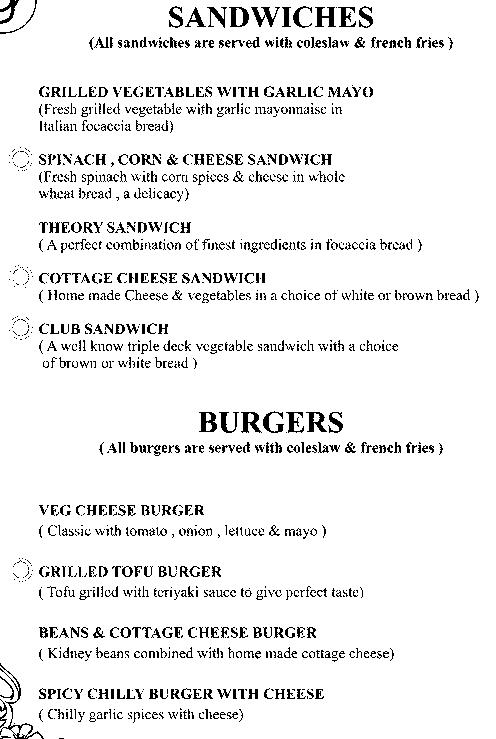 SANDWICHES
(All sandwiches are served with coleslaw & french fries )
GRILLED VEGETABLES WITH GARLIC MAYO
(Fresh grilled vegetable with garlic mayonnaise in
Italian focaccia bread)
SPINACH , CORN & CHEESE SANDWICH
(Fresh spinach with corn spices & cheese in whole
wheat bread , a delicacy)
THEORY SANDWICH
( A perfect combination of finest ingredients in focaccia bread )
COTTAGE CHEESE SANDWICH
( Home made Cheese & vegetables in a choice of white or brown bread )
CLUB SANDWICH
( A well know triple deck vegetable sandwich with a choice
of brown or white bread )
BURGERS
( All burgers are served with coleslaw & french fries )
VEG CHEESE BURGER
( Classic with tomato , onion , lettuce & mayo )
GRILLED TOFU BURGER
( Tofu grilled with teriyaki sauce to give perfect taste)
BEANS & COTTAGE CHEESE BURGER
( Kidney beans combined with home made cottage cheese)
SPICY CHILLY BURGER WITH CHEESE
( Chilly garlic spices with cheese)